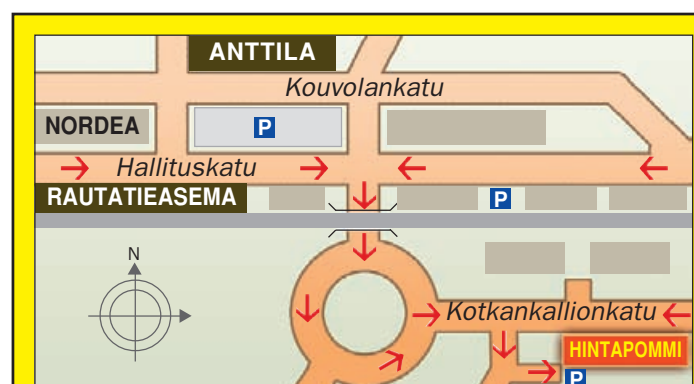 ANTTILA
Kouvolankatu
NORDEA
P
Hallituskatu
RAUTATIEASEMA
P
N
Kotkankallionkatu
HINTAPOMMI
P